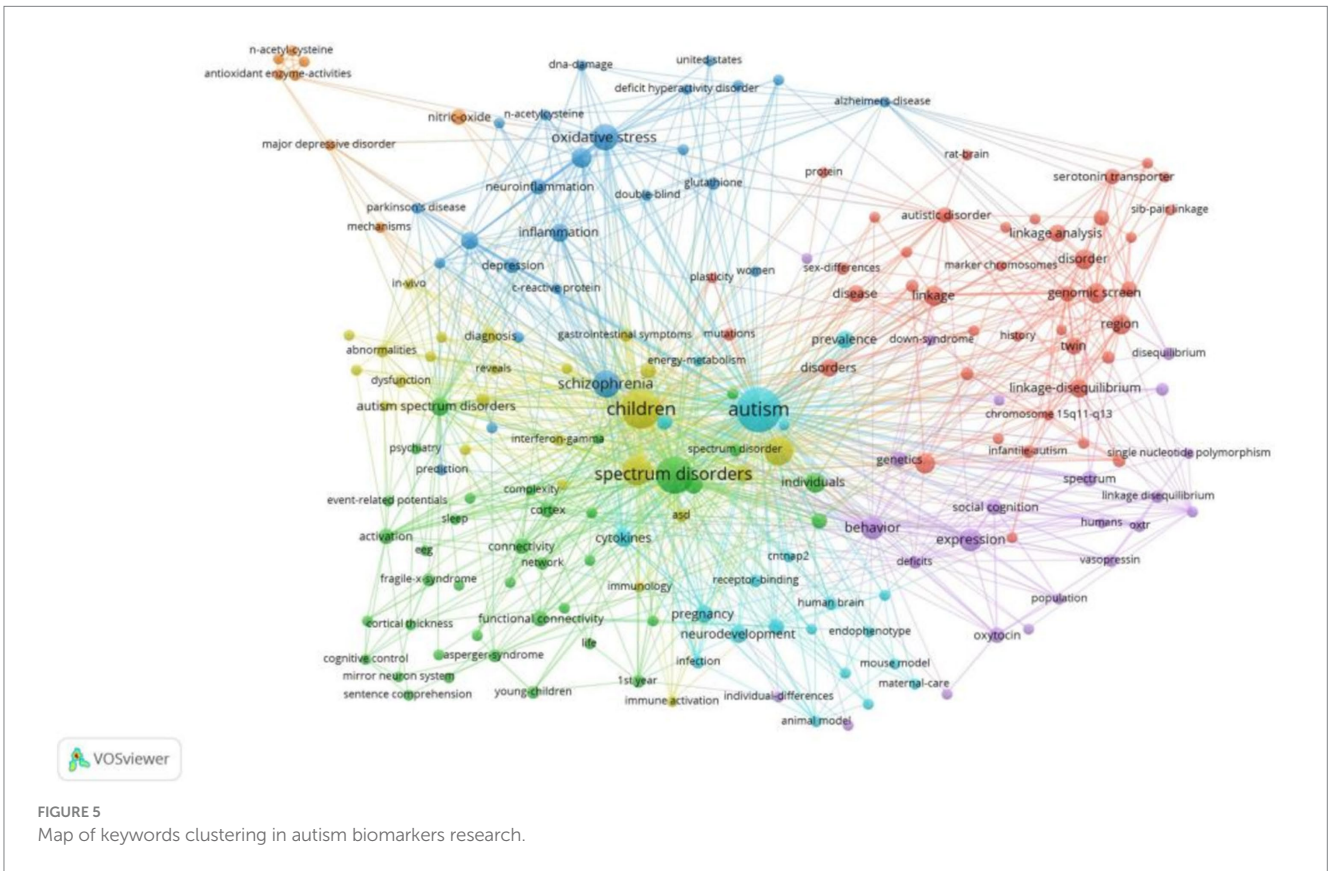 n-acetyl-cysteine
antioxidant enzyme-activities
dna-damage
united-states
deficit hyperactivity disorder
alzheimers-disease
nitric-oxide
n-acetylcysteine
oxidative stress
major depressive disorder
rat-brain
protein
serotonin transporter
neuroinflammation
double-blind
glutathione
parkinson's disease
autistic disorder
sib-pair linkage
mechanisms
inflammation
linkage analysis
depression
plasticity
women
sex-differences
marker chromosomes
disorder
in-vivo
c-reactive protein
disease
linkage
genomic screen
diagnosis
gastrointestinal symptoms
mutations
prevalence
down-syndrome
history
region
twin
abnormalities
energy-metabolism
disequilibrium
reveals
disorders
dysfunction
schizophrenia
linkage-disequilibrium
autism spectrum disorders
children
autism
chromosome 15q11-q13
psychiatry
interferon-gamma
spectrum disorder
genetics
infantile-autism
single nucleotide polymorphism
prediction
spectrum disorders
individuals
spectrum
event-related potentials
complexity
linkage disequilibrium
sleep
cortex
asd
social cognition
activation
cytokines
behavior
expression
humans
oxtr
eeg
connectivity
network
cntnap2
deficits
vasopressin
fragile-x-syndrome
immunology
receptor-binding
human brain
population
cortical thickness
functional connectivity
pregnancy
neurodevelopment
endophenotype
oxytocin
life
cognitive control
asperger-syndrome
infection
mouse model
mirror neuron system
1st year
maternal-care
sentence comprehension
young-children
immune activation
individual-differences
animal model
VOSviewer
FIGURE 5
Map of keywords clustering in autism biomarkers research.